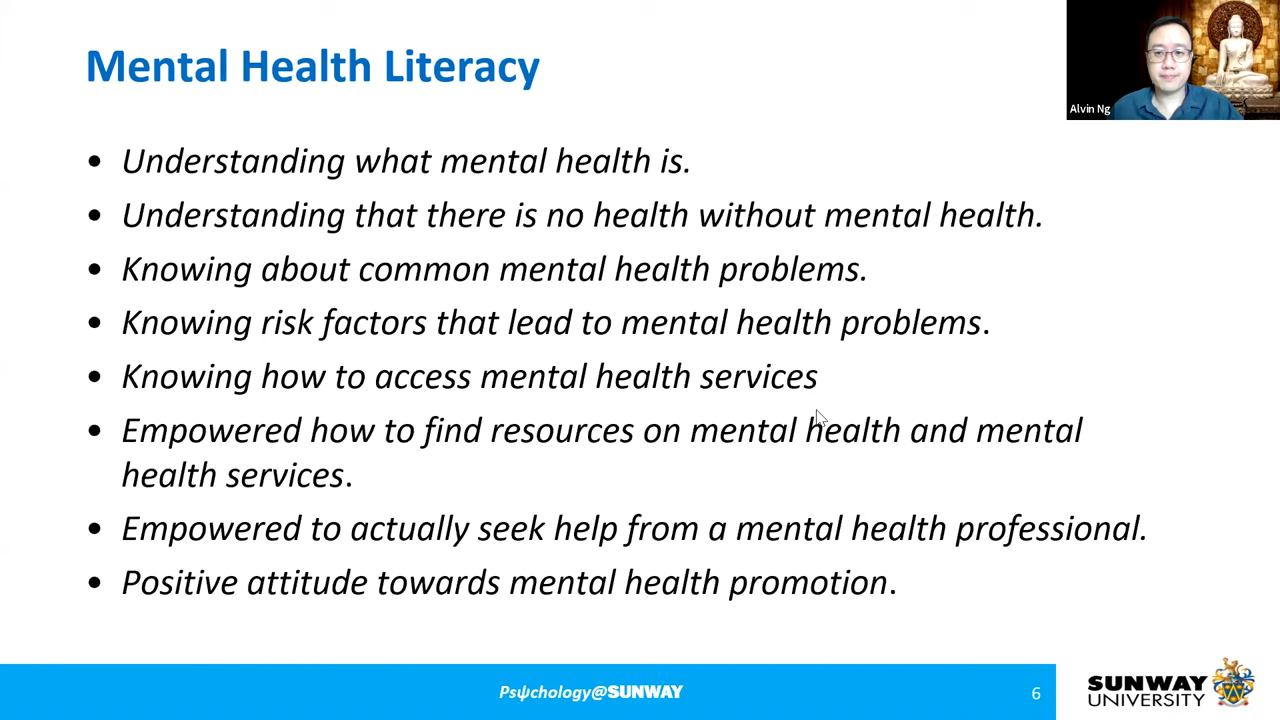 Mental Health Literacy
Alvin Ng
• Understanding what mental health is.
• Understanding that there is no health without mental health.
• Knowing about common mental health problems.
• Knowing risk factors that lead to mental health problems.
• Knowing how to access mental health services
• Empowered how to find resources on mental health and mental
health services.
• Empowered to actually seek help from a mental health professional.
• Positive attitude towards mental health promotion.
Psψchology@SUNWAY
6
SUNWAY
UNIVERSITY